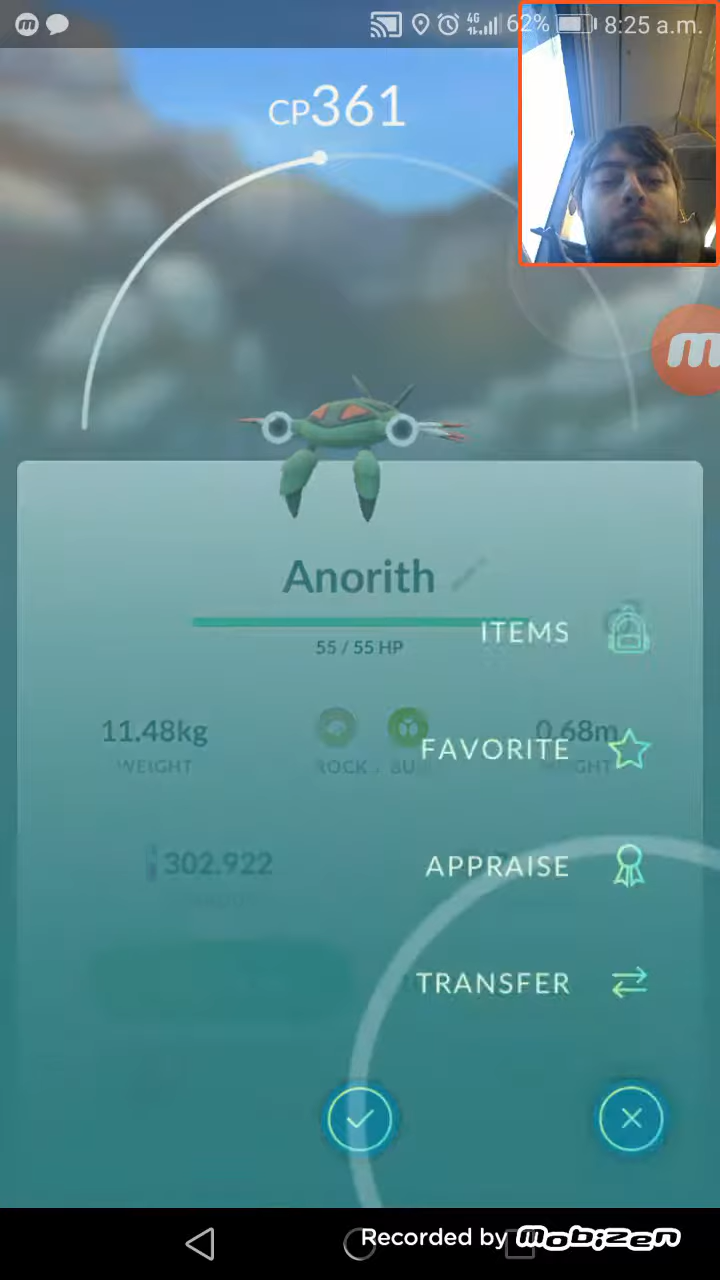 4G 62% 8:25 a.m.
CP361
Anorith
55 / 55 HP
ITEMS
11.48kg
0.68m
WEIGHT
ROCK
FAVORITE
302.922
APPRAISE
TRANSFER
Recorded by mobizen